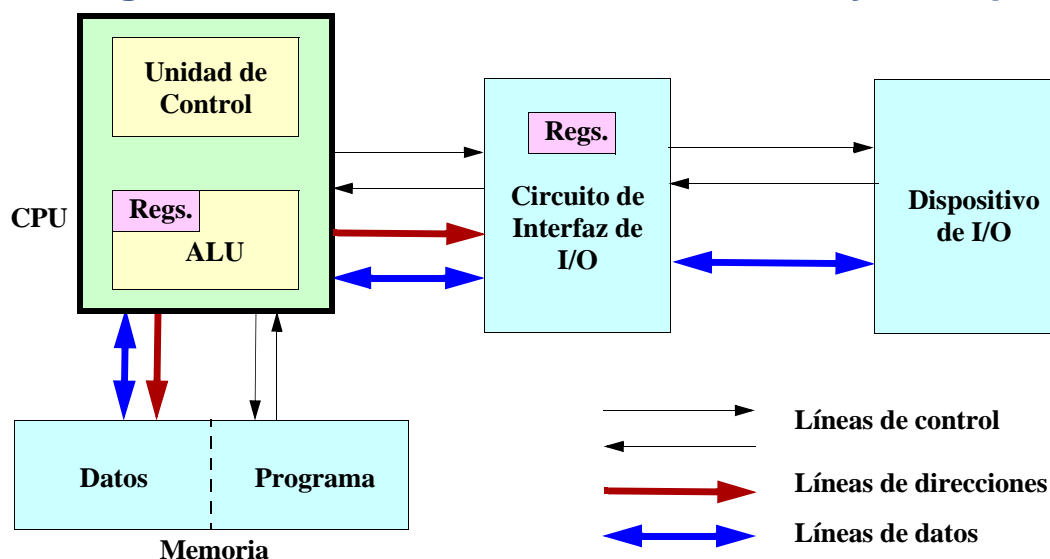 Unidad de
Control
Regs.
ALU
CPU
Regs.
Circuito de
Interfaz de
I/O
Dispositivo
de I/O
Datos
Programa
Memoria
Líneas de control
Líneas de direcciones
Líneas de datos